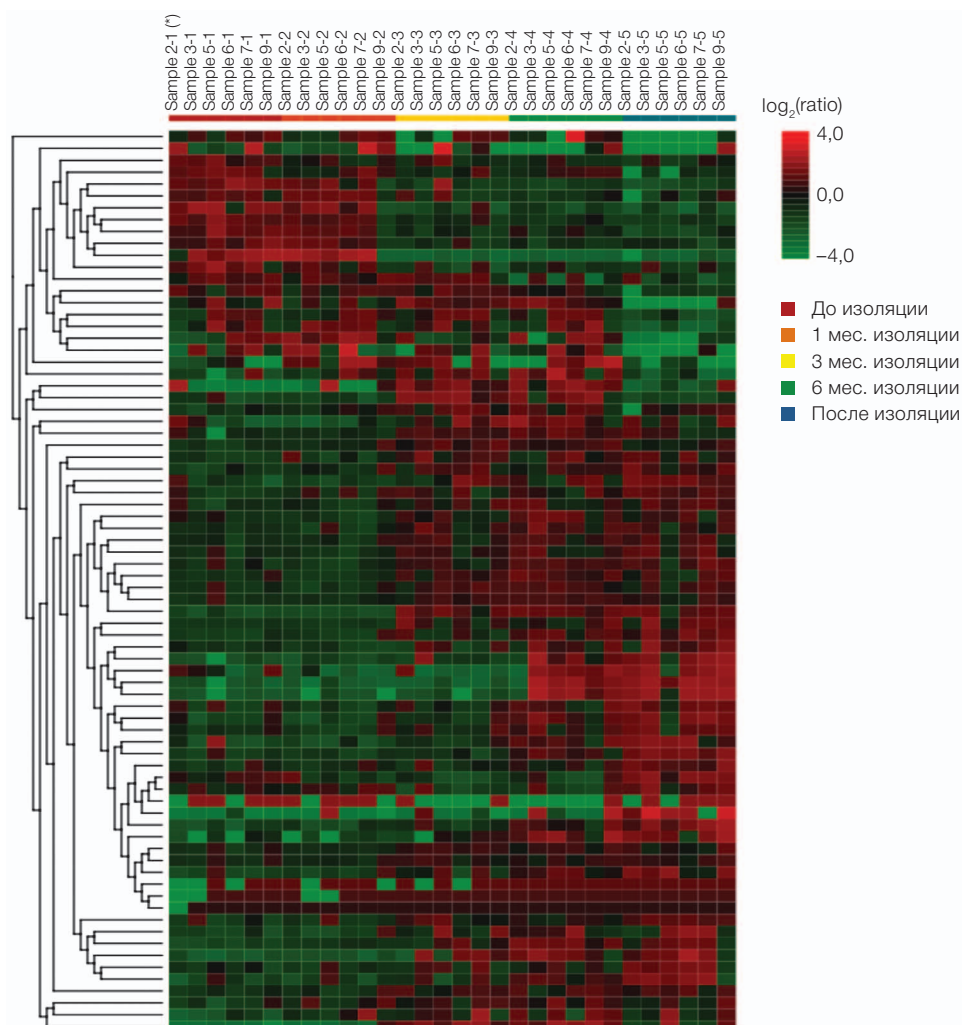 Sample 2-1 (*)
Sample 3-1
Sample 5-1
Sample 6-1
Sample 7-1
Sample 9-1
Sample 2-2
Sample 3-2
Sample 5-2
Sample 6-2
Sample 7-2
Sample 9-2
Sample 2-3
Sample 3-3
Sample 5-3
Sample 6-3
Sample 7-3
Sample 9-3
Sample 2-4
Sample 3-4
Sample 5-4
Sample 6-4
Sample 7-4
Sample 9-4
Sample 2-5
Sample 3-5
Sample 5-5
Sample 6-5
Sample 7-5
Sample 9-5
log2(ratio)
4,0
0,0
–4,0
До изоляции
1 мес. изоляции
3 мес. изоляции
6 мес. изоляции
После изоляции